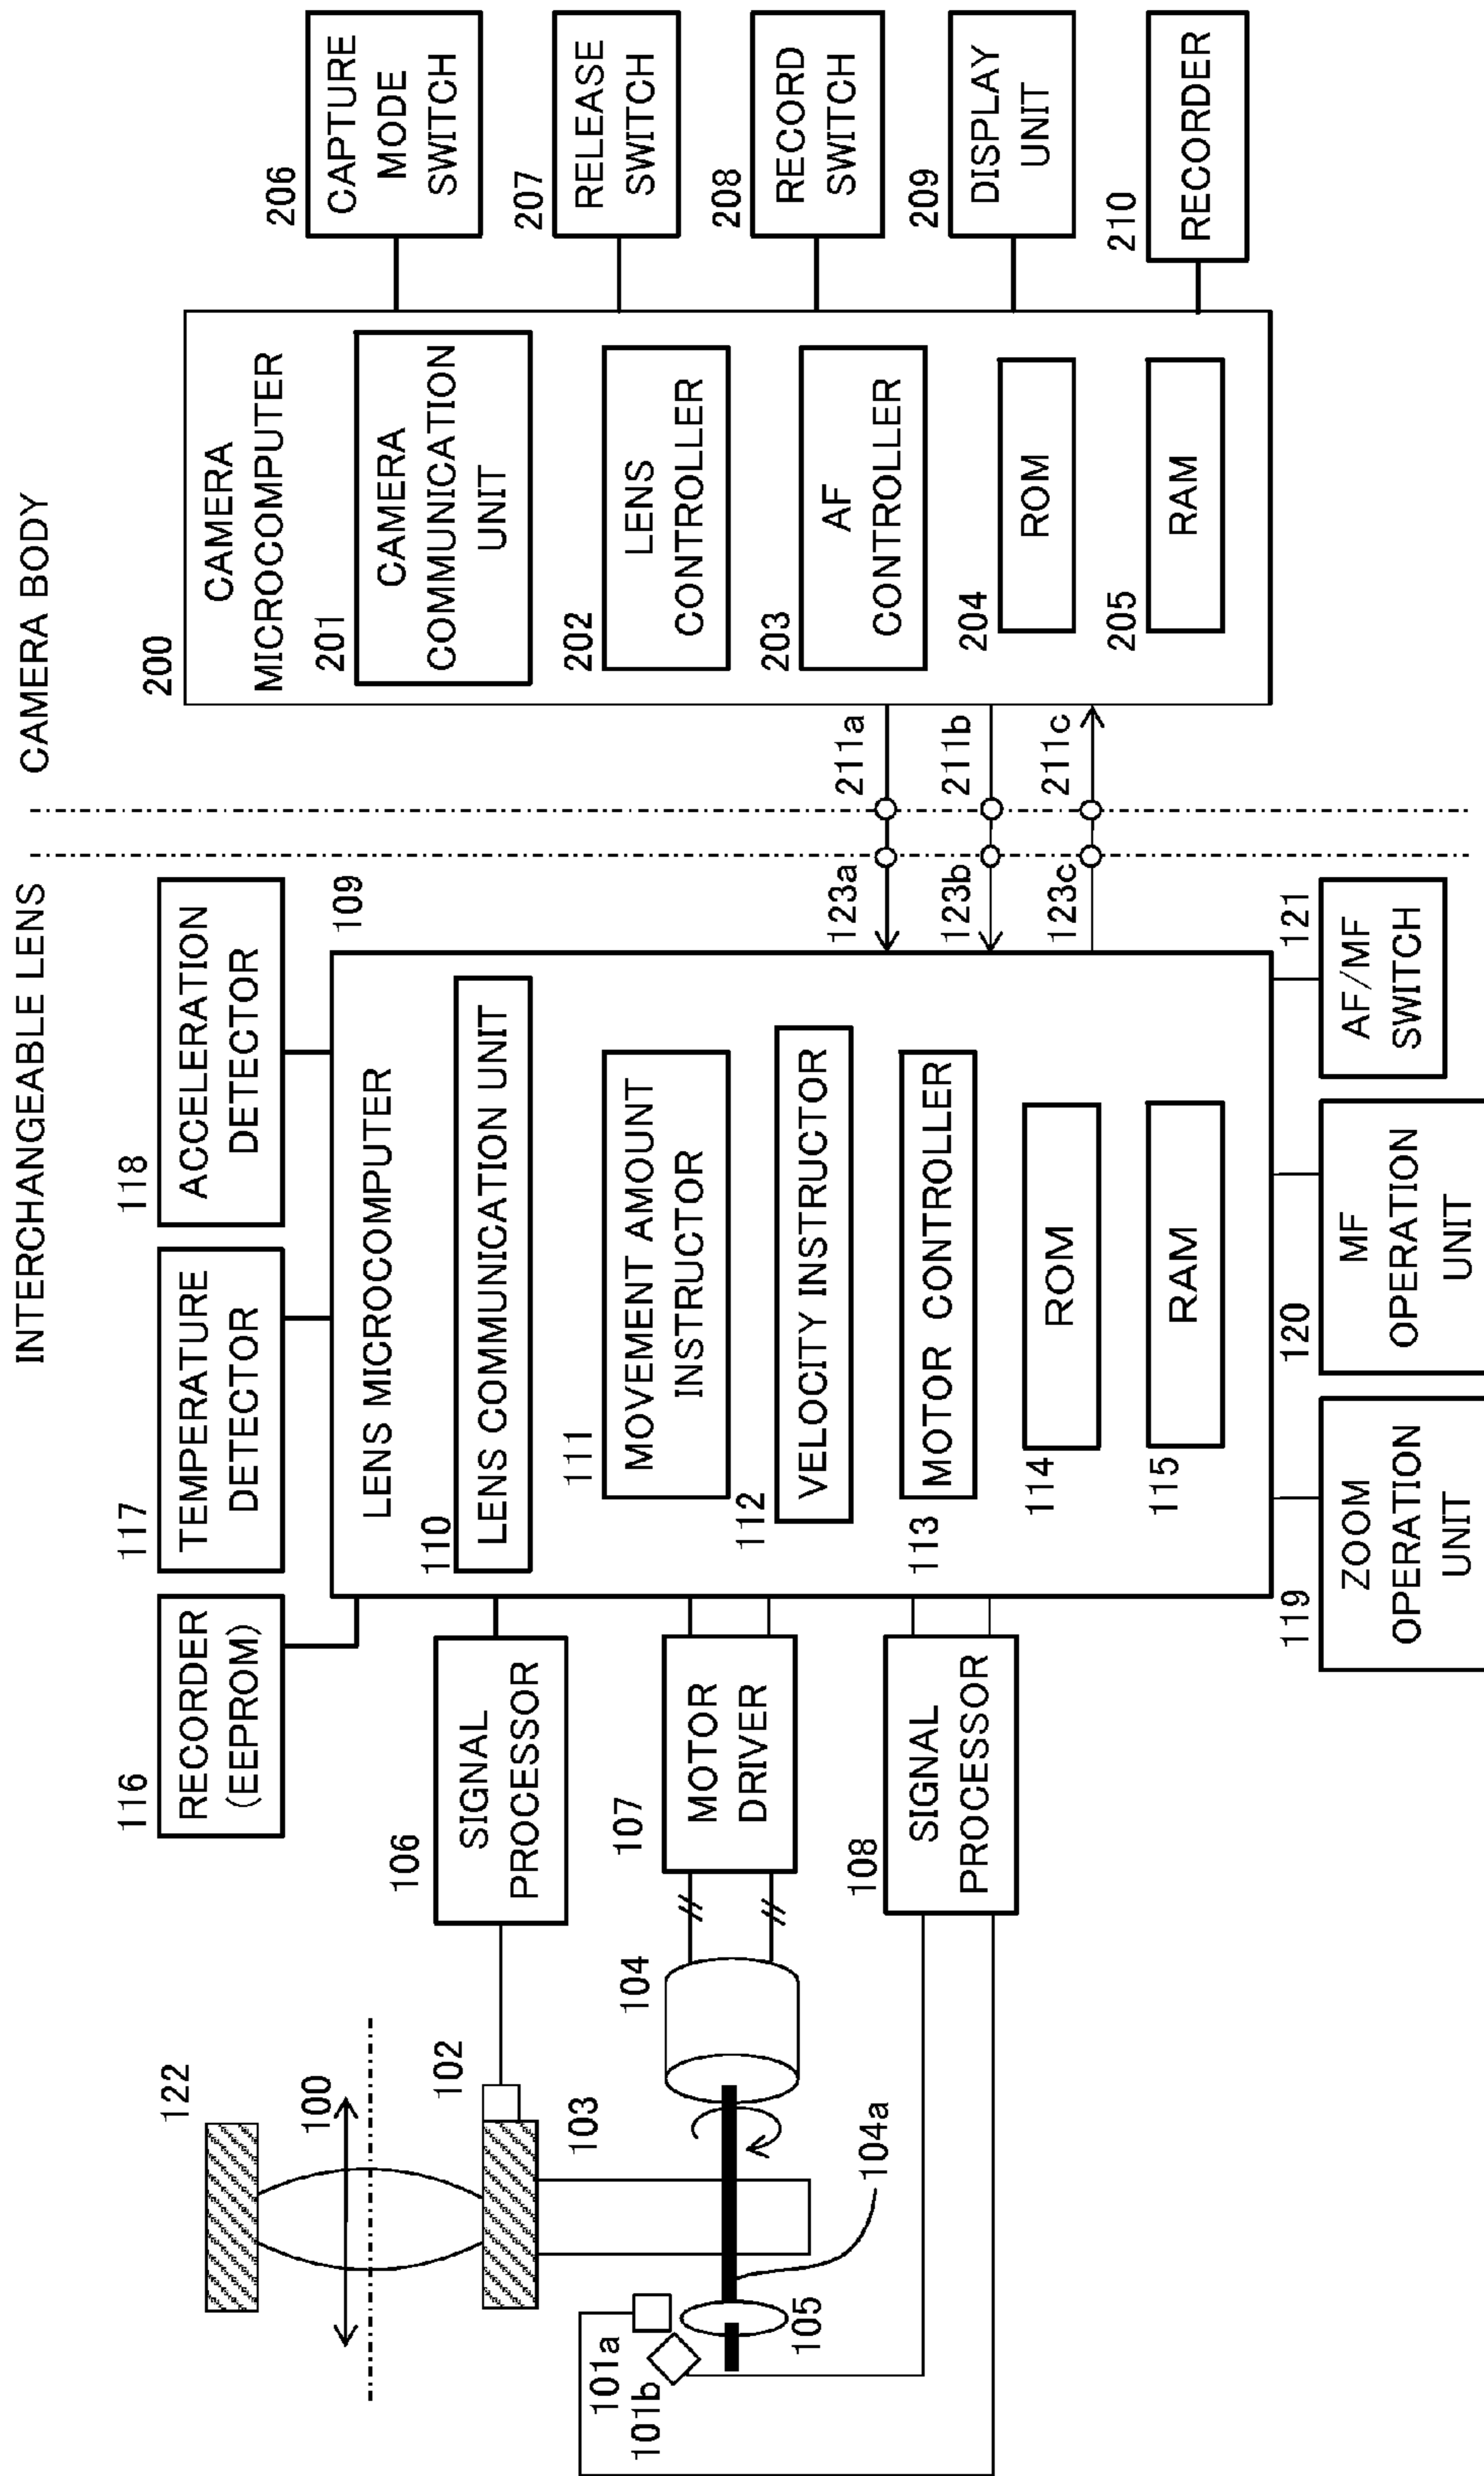 INTERCHANGEABLE LENS
CAMERA BODY
122
100
102
103
104
104a
105
101a
101b
116
RECORDER
(EEPROM)
117
TEMPERATURE
DETECTOR
118
ACCELERATION
DETECTOR
106
SIGNAL
PROCESSOR
107
MOTOR
DRIVER
108
SIGNAL
PROCESSOR
109
LENS MICROCOMPUTER
110
LENS COMMUNICATION UNIT
111
MOVEMENT AMOUNT
INSTRUCTOR
112
VELOCITY INSTRUCTOR
113
MOTOR CONTROLLER
114
ROM
115
RAM
119
ZOOM
OPERATION
UNIT
120
MF
OPERATION
UNIT
121
AF/MF
SWITCH
123a
123b
123c
211a
211b
211c
200
CAMERA
MICROCOMPUTER
201
CAMERA
COMMUNICATION
UNIT
202
LENS
CONTROLLER
203
AF
CONTROLLER
204
ROM
205
RAM
206
CAPTURE
MODE
SWITCH
207
RELEASE
SWITCH
208
RECORD
SWITCH
209
DISPLAY
UNIT
210
RECORDER